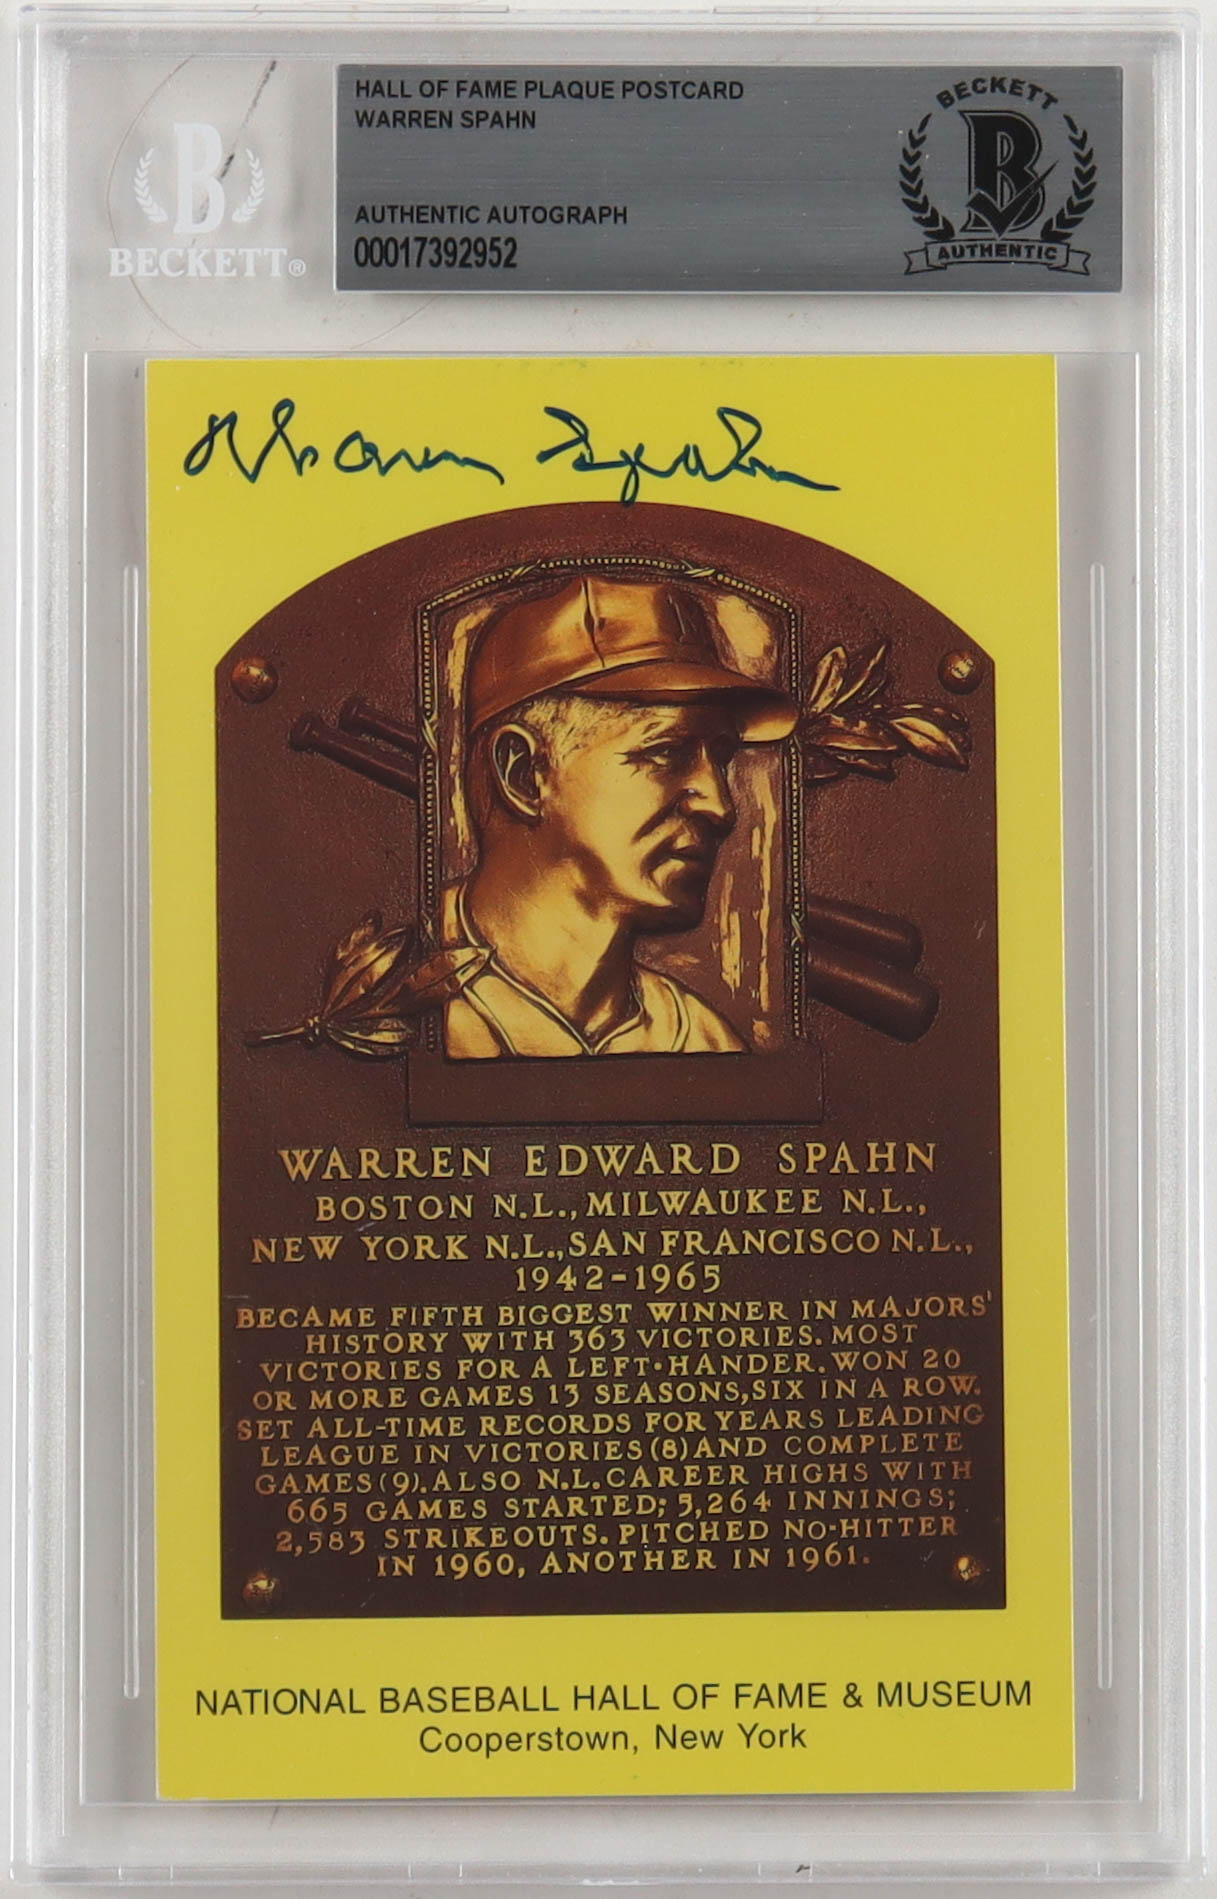 HALL OF FAME PLAQUE POSTCARD
WARREN SPAHN
AUTHENTIC AUTOGRAPH
00017392952
BECKETT
B
AUTHENTIC
B
BECKETT®
Warren Spahn
WARREN EDWARD SPAHN
BOSTON N.L., MILWAUKEE N.L.,
NEW YORK N.L., SAN FRANCISCO N.L.,
1942-1965
BECAME FIFTH BIGGEST WINNER IN MAJORS'
HISTORY WITH 363 VICTORIES. MOST
VICTORIES FOR A LEFT-HANDER. WON 20
OR MORE GAMES 13 SEASONS, SIX IN A ROW.
SET ALL-TIME RECORDS FOR YEARS LEADING
LEAGUE IN VICTORIES (8) AND COMPLETE
GAMES (9). ALSO N.L. CAREER HIGHS WITH
665 GAMES STARTED; 5,264 INNINGS;
2,583 STRIKEOUTS. PITCHED NO-HITTER
IN 1960, ANOTHER IN 1961.
NATIONAL BASEBALL HALL OF FAME & MUSEUM
Cooperstown, New York